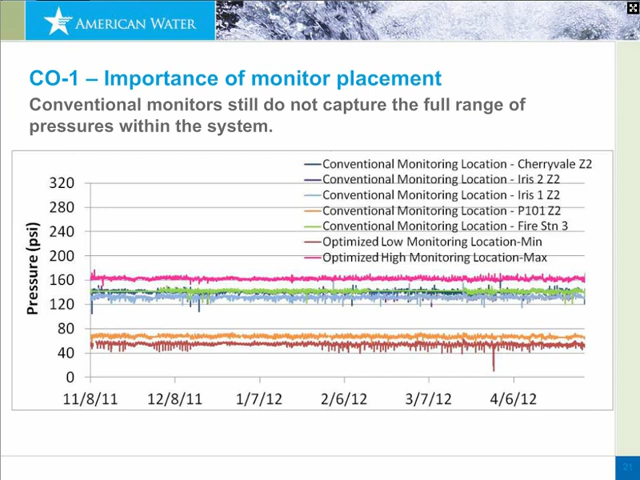 AMERICAN WATER
CO-1 – Importance of monitor placement
Conventional monitors still do not capture the full range of
pressures within the system.
Conventional Monitoring Location - Cherryvale Z2
Conventional Monitoring Location - Iris 2 Z2
Conventional Monitoring Location - Iris 1 Z2
Conventional Monitoring Location - P101 Z2
Conventional Monitoring Location - Fire Stn 3
Optimized Low Monitoring Location-Min
Optimized High Monitoring Location-Max
Pressure (psi)
320
280
240
200
160
120
80
40
0
11/8/11 12/8/11 1/7/12 2/6/12 3/7/12 4/6/12
21